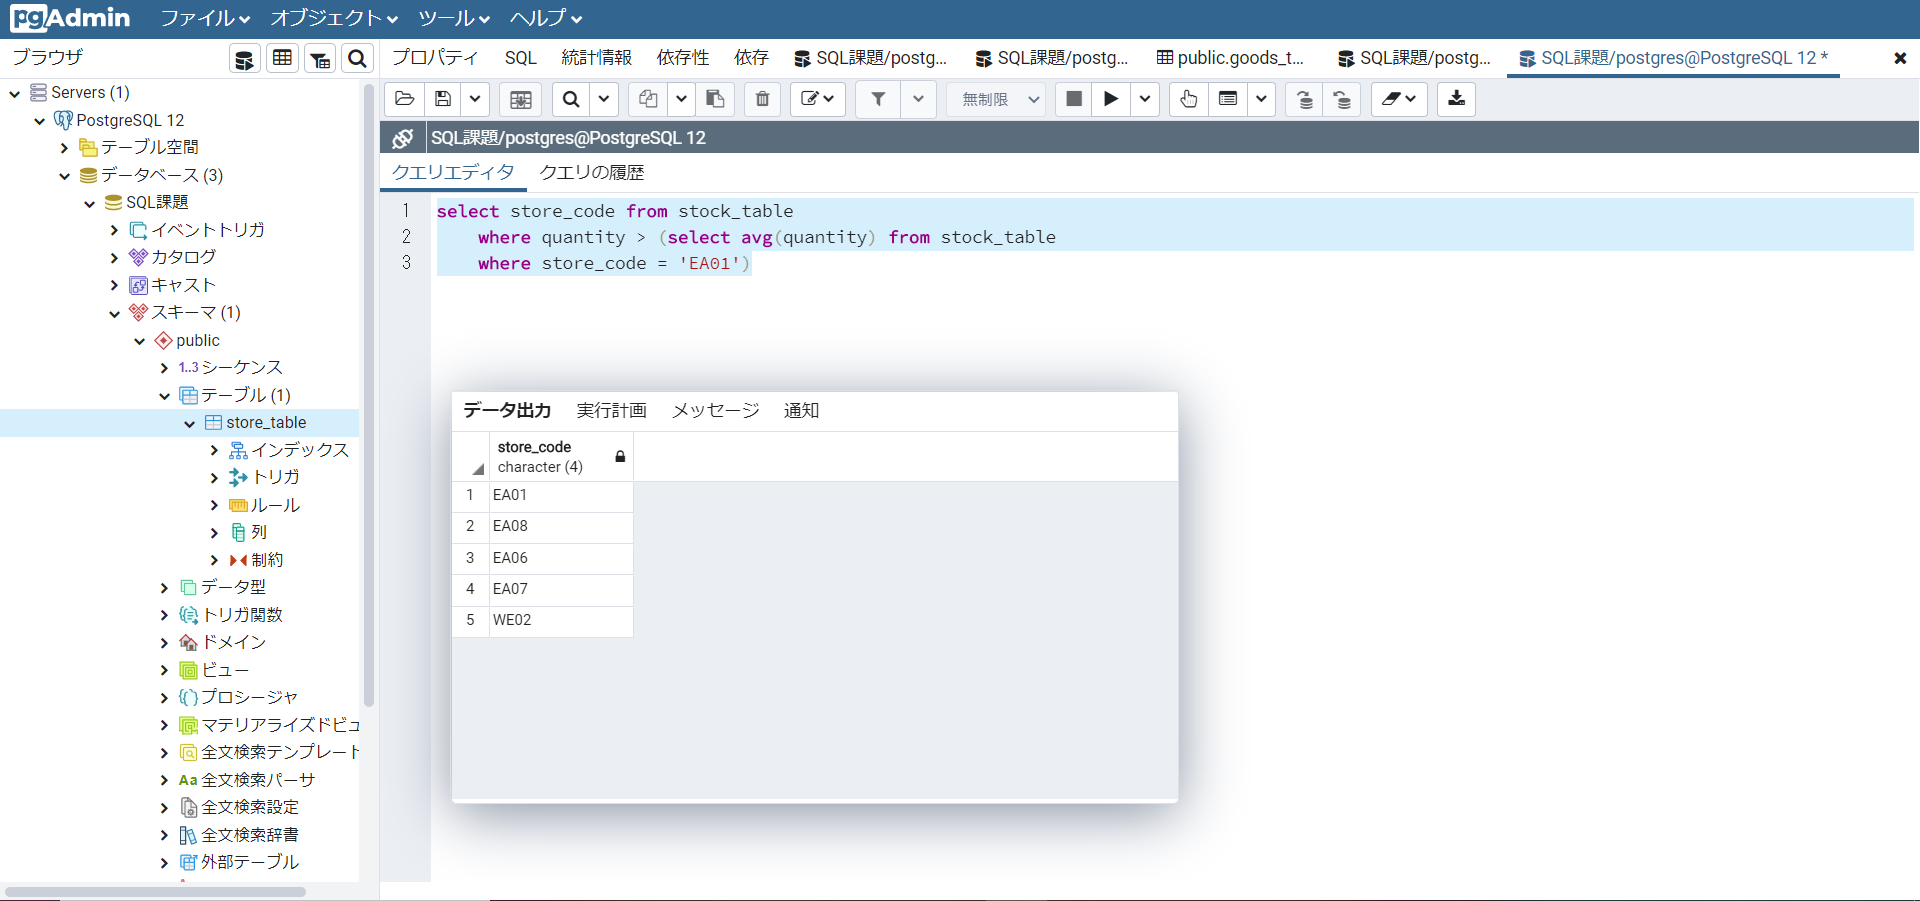 pgAdmin ファイル オブジェクト ツール ヘルプ
ブラウザ
プロパティ SQL 統計情報 依存性 依存 SQL課題/postg... SQL課題/postg... public.goods_t... SQL課題/postg... SQL課題/postgres@PostgreSQL 12 *
無制限
Servers (1)
PostgreSQL 12
テーブル空間
データベース (3)
SQL課題
イベントトリガ
カタログ
キャスト
スキーマ (1)
public
1..3 シーケンス
テーブル (1)
store_table
インデックス
トリガ
ルール
列
制約
データ型
トリガ関数
ドメイン
ビュー
プロシージャ
マテリアライズドビュ
全文検索テンプレート
Aa 全文検索パーサ
全文検索設定
全文検索辞書
外部テーブル
SQL課題/postgres@PostgreSQL 12
クエリエディタ クエリの履歴
1 select store_code from stock_table
2 where quantity > (select avg(quantity) from stock_table
3 where store_code = 'EA01')
データ出力 実行計画 メッセージ 通知
store_code
character (4)
1 EA01
2 EA08
3 EA06
4 EA07
5 WE02